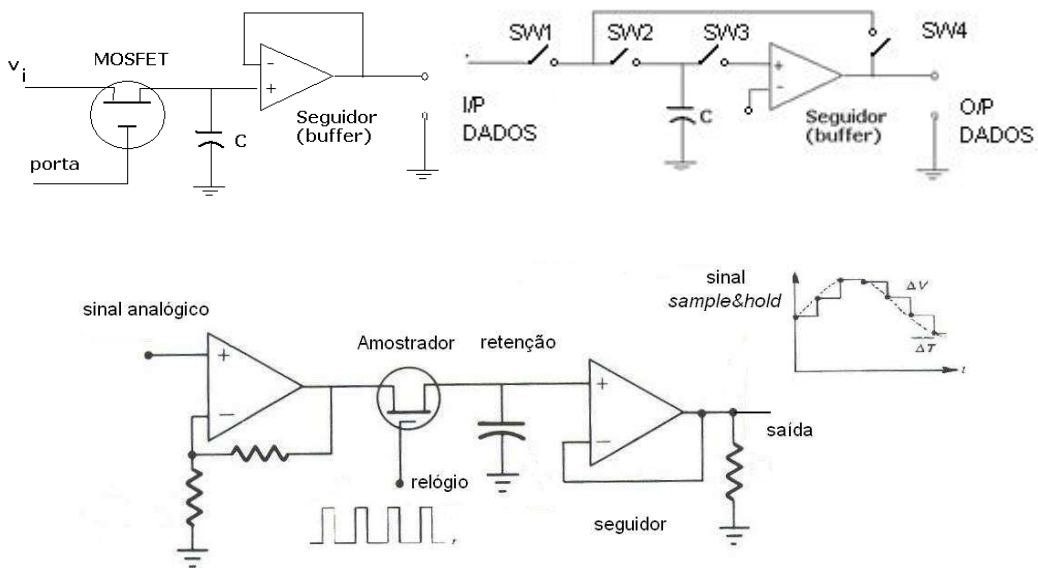 MOSFET
v i
-
+
Seguidor
(buffer)
C
porta
SW1
SW2
SW3
SW4
I/P
DADOS
C
+
-
Seguidor
(buffer)
O/P
DADOS
sinal analógico
+
−
Amostrador
retenção
relógio
t
+
−
seguidor
saída
sinal
sample&hold
ΔV
ΔT
t